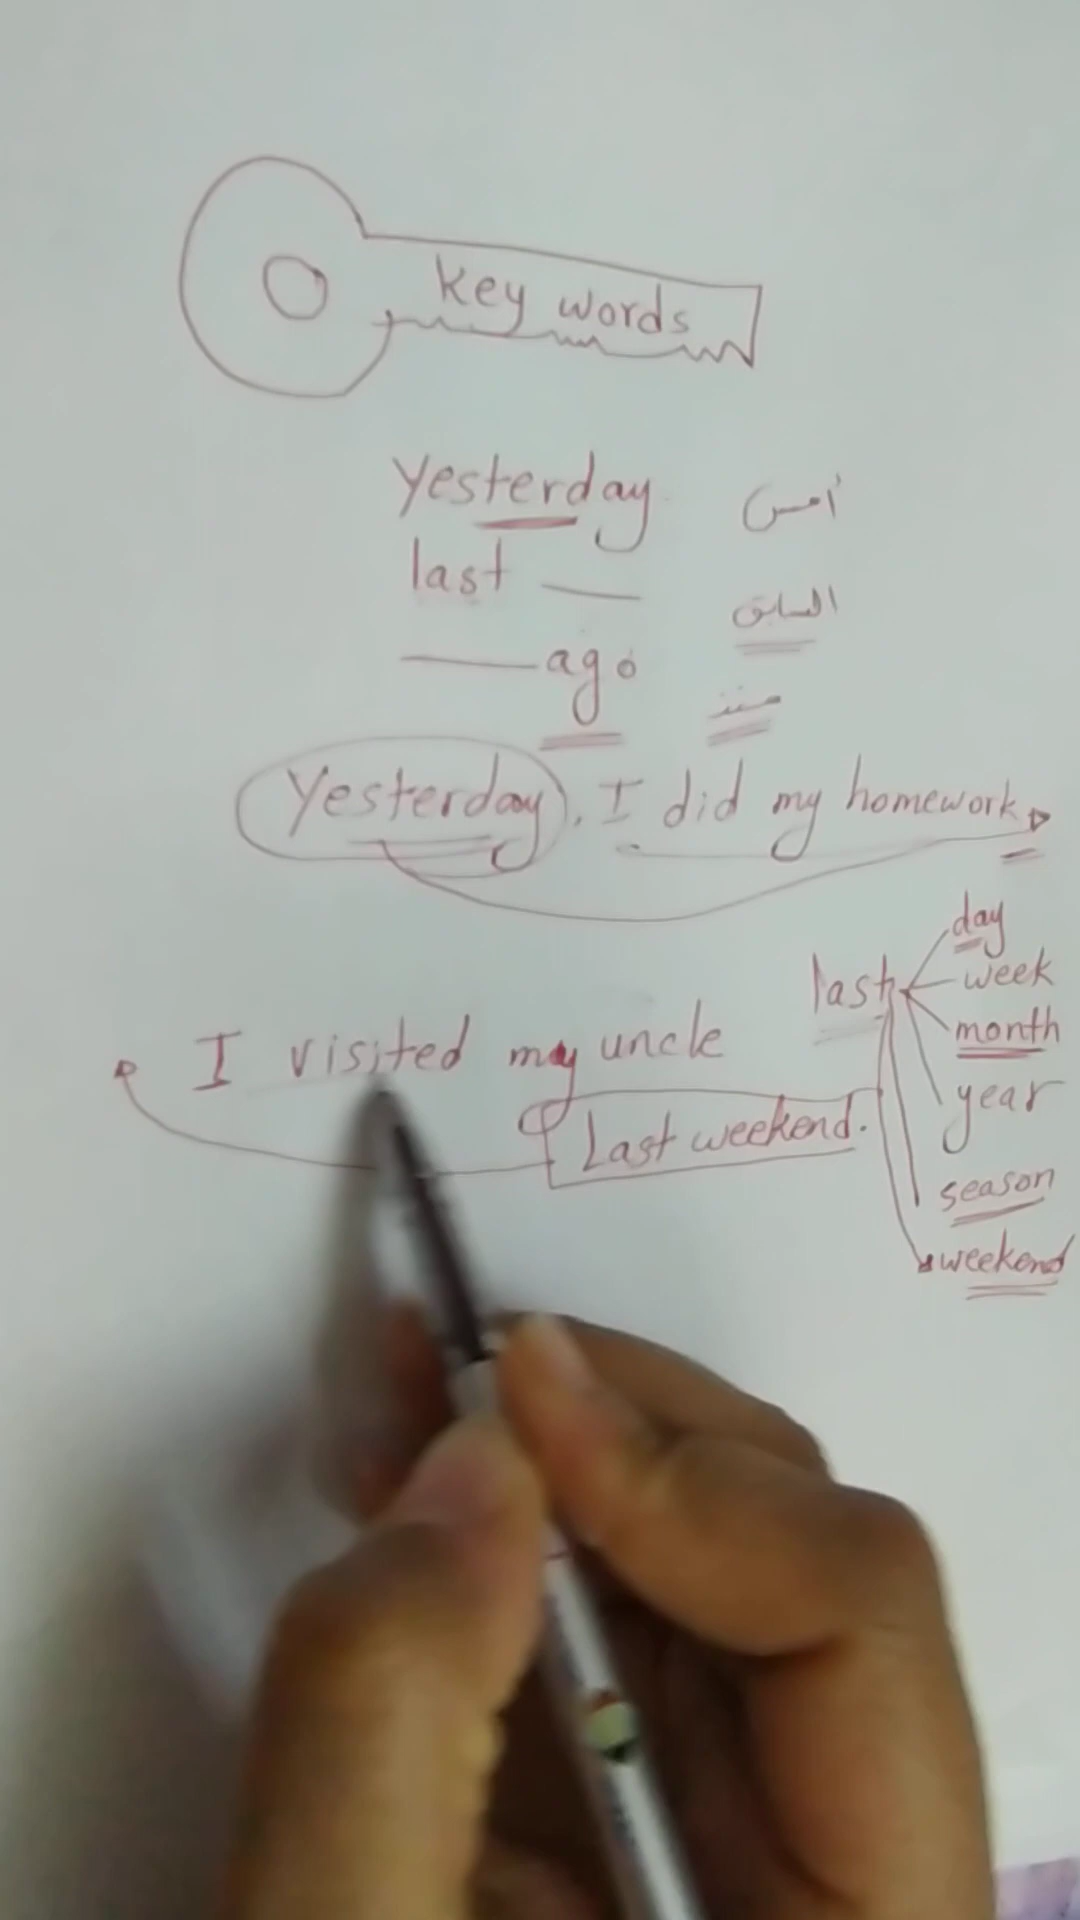 key words
Yesterday أمس
last — السابق
— ago منذ
Yesterday, I did my homework.
last day
week
month
year
season
weekend
I visited my uncle
Last weekend.